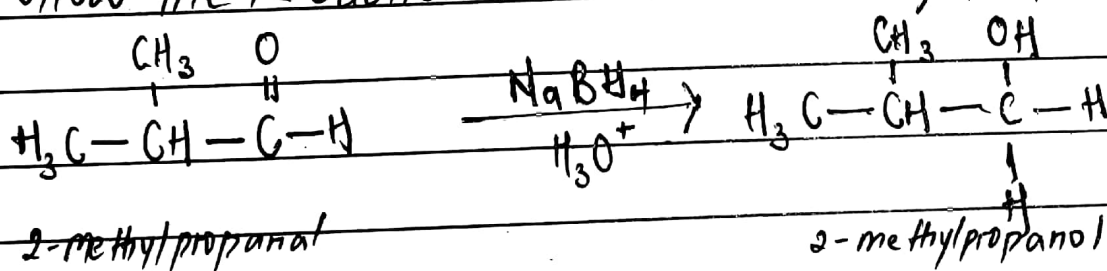 CH3 O CH3 OH
H3C—CH—C—H NaBH4 H3O+ H3C—CH—C—H
H
2-methylpropanal 2-methylpropanol